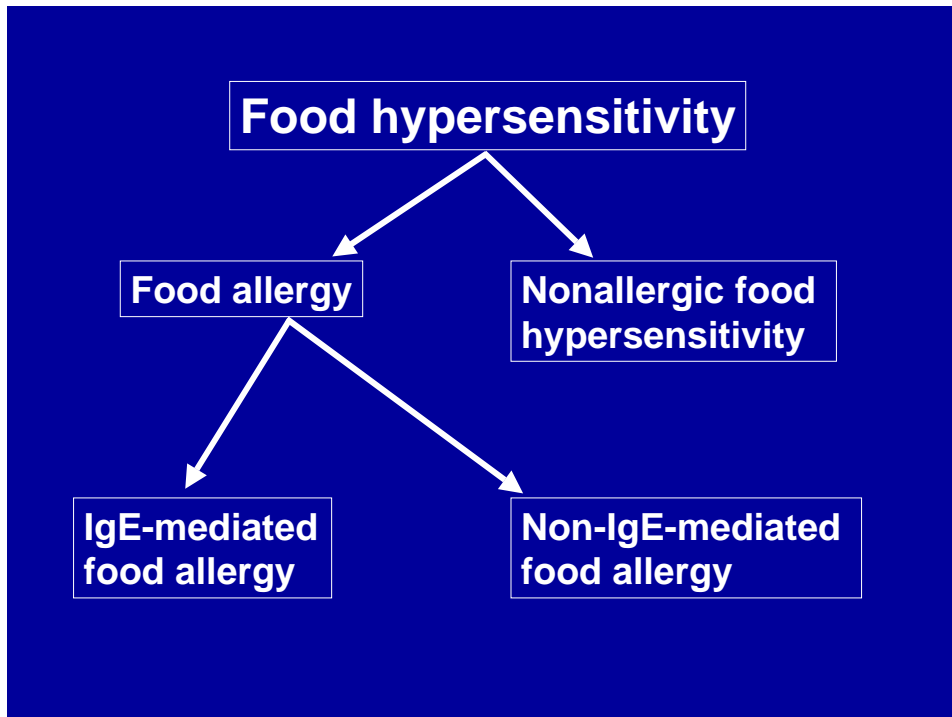 Food hypersensitivity
Food allergy
Nonallergic food
hypersensitivity
IgE-mediated
food allergy
Non-IgE-mediated
food allergy